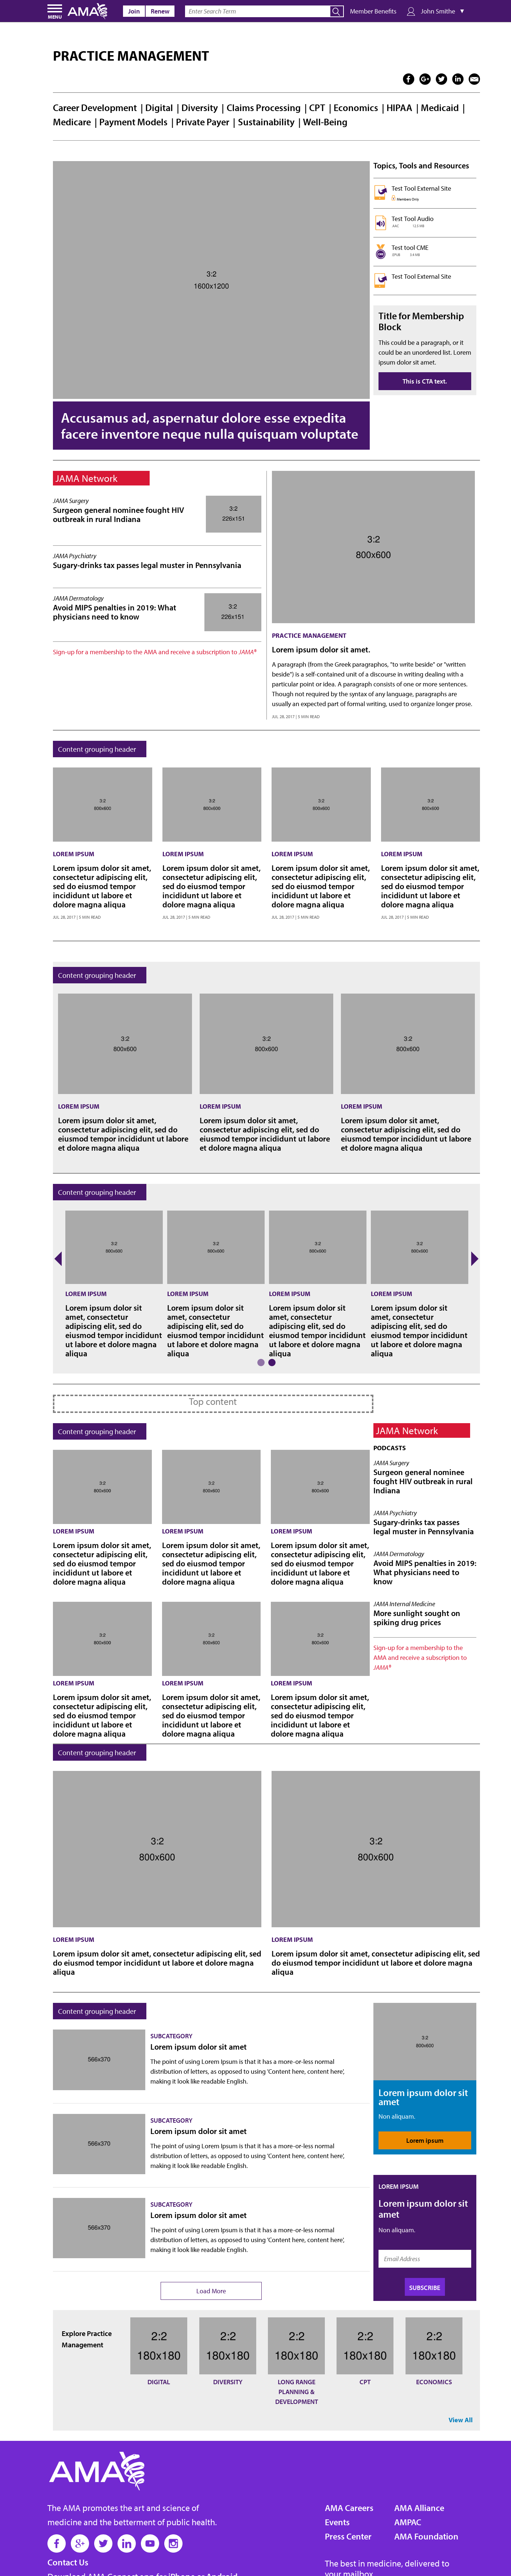 MENU
AMA
Join
Renew
Enter Search Term
Member Benefits
John Smithe ▼
PRACTICE MANAGEMENT
Career Development | Digital | Diversity | Claims Processing | CPT | Economics | HIPAA | Medicaid |
Medicare | Payment Models | Private Payer | Sustainability | Well-Being
3:2
1600x1200
Accusamus ad, aspernatur dolore esse expedita
facere inventore neque nulla quisquam voluptate
Topics, Tools and Resources
Test Tool External Site
Members Only
Test Tool Audio
Test tool CME
Test Tool External Site
Title for Membership
Block
This could be a paragraph, or it
could be an unordered list. Lorem
ipsum dolor sit amet.
This is CTA text.
JAMA Network
JAMA Surgery
Surgeon general nominee fought HIV
outbreak in rural Indiana
3:2
226x151
JAMA Psychiatry
Sugary-drinks tax passes legal muster in Pennsylvania
JAMA Dermatology
Avoid MIPS penalties in 2019: What
physicians need to know
3:2
226x151
Sign-up for a membership to the AMA and receive a subscription to JAMA®
3:2
800x600
PRACTICE MANAGEMENT
Lorem ipsum dolor sit amet.
A paragraph (from the Greek paragraphos, "to write beside" or "written
beside") is a self-contained unit of a discourse in writing dealing with a
particular point or idea. A paragraph consists of one or more sentences.
Though not required by the syntax of any language, paragraphs are
usually an expected part of formal writing, used to organize longer prose.
JUL 28, 2017 | 5 MIN READ
Content grouping header
3:2
800x600
LOREM IPSUM
Lorem ipsum dolor sit amet,
consectetur adipiscing elit,
sed do eiusmod tempor
incididunt ut labore et
dolore magna aliqua
JUL 28, 2017 | 5 MIN READ
3:2
800x600
LOREM IPSUM
Lorem ipsum dolor sit amet,
consectetur adipiscing elit,
sed do eiusmod tempor
incididunt ut labore et
dolore magna aliqua
JUL 28, 2017 | 5 MIN READ
3:2
800x600
LOREM IPSUM
Lorem ipsum dolor sit amet,
consectetur adipiscing elit,
sed do eiusmod tempor
incididunt ut labore et
dolore magna aliqua
JUL 28, 2017 | 5 MIN READ
3:2
800x600
LOREM IPSUM
Lorem ipsum dolor sit amet,
consectetur adipiscing elit,
sed do eiusmod tempor
incididunt ut labore et
dolore magna aliqua
JUL 28, 2017 | 5 MIN READ
Content grouping header
3:2
800x600
LOREM IPSUM
Lorem ipsum dolor sit amet,
consectetur adipiscing elit, sed do
eiusmod tempor incididunt ut labore
et dolore magna aliqua
3:2
800x600
LOREM IPSUM
Lorem ipsum dolor sit amet,
consectetur adipiscing elit, sed do
eiusmod tempor incididunt ut labore
et dolore magna aliqua
3:2
800x600
LOREM IPSUM
Lorem ipsum dolor sit amet,
consectetur adipiscing elit, sed do
eiusmod tempor incididunt ut labore
et dolore magna aliqua
Content grouping header
3:2
800x600
LOREM IPSUM
Lorem ipsum dolor sit
amet, consectetur
adipiscing elit, sed do
eiusmod tempor incididunt
ut labore et dolore magna
aliqua
3:2
800x600
LOREM IPSUM
Lorem ipsum dolor sit
amet, consectetur
adipiscing elit, sed do
eiusmod tempor incididunt
ut labore et dolore magna
aliqua
3:2
800x600
LOREM IPSUM
Lorem ipsum dolor sit
amet, consectetur
adipiscing elit, sed do
eiusmod tempor incididunt
ut labore et dolore magna
aliqua
3:2
800x600
LOREM IPSUM
Lorem ipsum dolor sit
amet, consectetur
adipiscing elit, sed do
eiusmod tempor incididunt
ut labore et dolore magna
aliqua
Top content
Content grouping header
3:2
800x600
LOREM IPSUM
Lorem ipsum dolor sit amet,
consectetur adipiscing elit,
sed do eiusmod tempor
incididunt ut labore et
dolore magna aliqua
3:2
800x600
LOREM IPSUM
Lorem ipsum dolor sit amet,
consectetur adipiscing elit,
sed do eiusmod tempor
incididunt ut labore et
dolore magna aliqua
3:2
800x600
LOREM IPSUM
Lorem ipsum dolor sit amet,
consectetur adipiscing elit,
sed do eiusmod tempor
incididunt ut labore et
dolore magna aliqua
3:2
800x600
LOREM IPSUM
Lorem ipsum dolor sit amet,
consectetur adipiscing elit,
sed do eiusmod tempor
incididunt ut labore et
dolore magna aliqua
3:2
800x600
LOREM IPSUM
Lorem ipsum dolor sit amet,
consectetur adipiscing elit,
sed do eiusmod tempor
incididunt ut labore et
dolore magna aliqua
3:2
800x600
LOREM IPSUM
Lorem ipsum dolor sit amet,
consectetur adipiscing elit,
sed do eiusmod tempor
incididunt ut labore et
dolore magna aliqua
JAMA Network
PODCASTS
JAMA Surgery
Surgeon general nominee
fought HIV outbreak in rural
Indiana
JAMA Psychiatry
Sugary-drinks tax passes
legal muster in Pennsylvania
JAMA Dermatology
Avoid MIPS penalties in 2019:
What physicians need to
know
JAMA Internal Medicine
More sunlight sought on
spiking drug prices
Sign-up for a membership to the
AMA and receive a subscription to
JAMA®
Content grouping header
3:2
800x600
LOREM IPSUM
Lorem ipsum dolor sit amet, consectetur adipiscing elit, sed
do eiusmod tempor incididunt ut labore et dolore magna
aliqua
3:2
800x600
LOREM IPSUM
Lorem ipsum dolor sit amet, consectetur adipiscing elit, sed
do eiusmod tempor incididunt ut labore et dolore magna
aliqua
Content grouping header
566x370
SUBCATEGORY
Lorem ipsum dolor sit amet
The point of using Lorem Ipsum is that it has a more-or-less normal
distribution of letters, as opposed to using 'Content here, content here',
making it look like readable English.
566x370
SUBCATEGORY
Lorem ipsum dolor sit amet
The point of using Lorem Ipsum is that it has a more-or-less normal
distribution of letters, as opposed to using 'Content here, content here',
making it look like readable English.
566x370
SUBCATEGORY
Lorem ipsum dolor sit amet
The point of using Lorem Ipsum is that it has a more-or-less normal
distribution of letters, as opposed to using 'Content here, content here',
making it look like readable English.
Load More
3:2
800x600
Lorem ipsum dolor sit
amet
Non aliquam.
Lorem ipsum
LOREM IPSUM
Lorem ipsum dolor sit
amet
Non aliquam.
Email Address
SUBSCRIBE
Explore Practice
Management
2:2
180x180
DIGITAL
2:2
180x180
DIVERSITY
2:2
180x180
LONG RANGE
PLANNING &
DEVELOPMENT
2:2
180x180
CPT
2:2
180x180
ECONOMICS
View All
AMA
The AMA promotes the art and science of
medicine and the betterment of public health.
Contact Us
Download AMA Connect app for iPhone or Android
AMA Careers
Events
Press Center
AMA Alliance
AMPAC
AMA Foundation
The best in medicine, delivered to
your mailbox